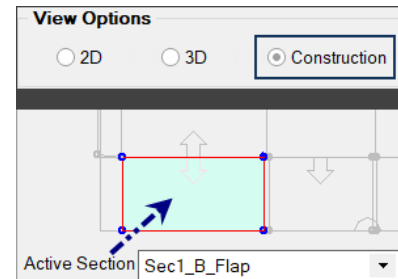 View Options
2D 3D Construction
Active Section Sec1_B_Flap